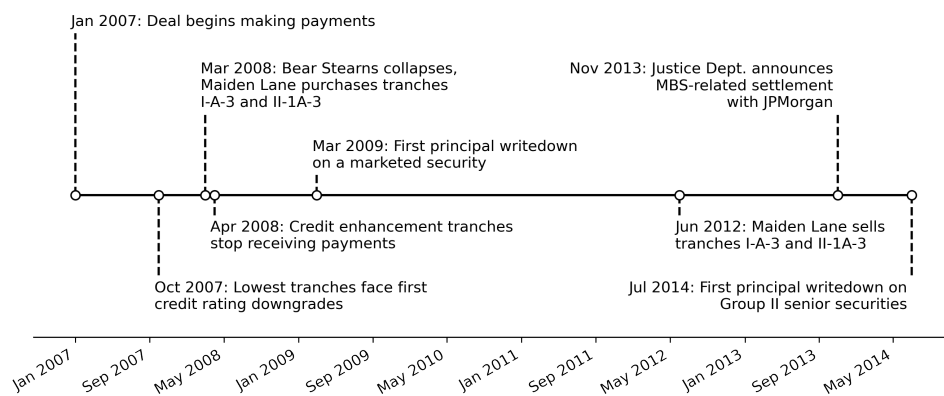 Jan 2007: Deal begins making payments
Mar 2008: Bear Stearns collapses,
Maiden Lane purchases tranches
I-A-3 and II-1A-3
Nov 2013: Justice Dept. announces
MBS-related settlement
with JPMorgan
Mar 2009: First principal writedown
on a marketed security
Apr 2008: Credit enhancement tranches
stop receiving payments
Jun 2012: Maiden Lane sells
tranches I-A-3 and II-1A-3
Oct 2007: Lowest tranches face first
credit rating downgrades
Jul 2014: First principal writedown on
Group II senior securities
Jan 2007
Sep 2007
May 2008
Jan 2009
Sep 2009
May 2010
Jan 2011
Sep 2011
May 2012
Jan 2013
Sep 2013
May 2014